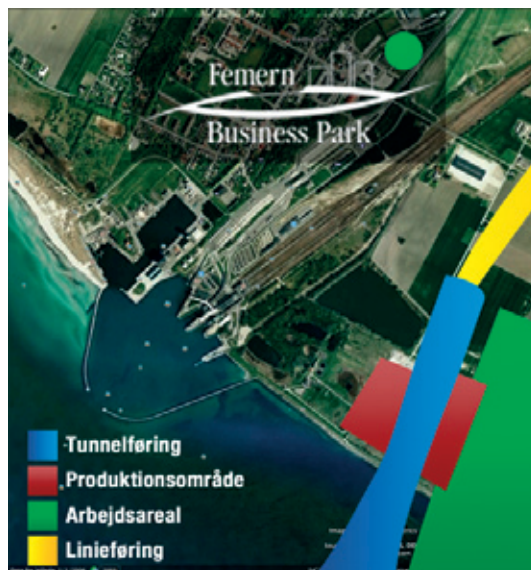 Femern
Business Park
Tunnelføring
Produktionsområde
Arbejdsareal
Linieføring